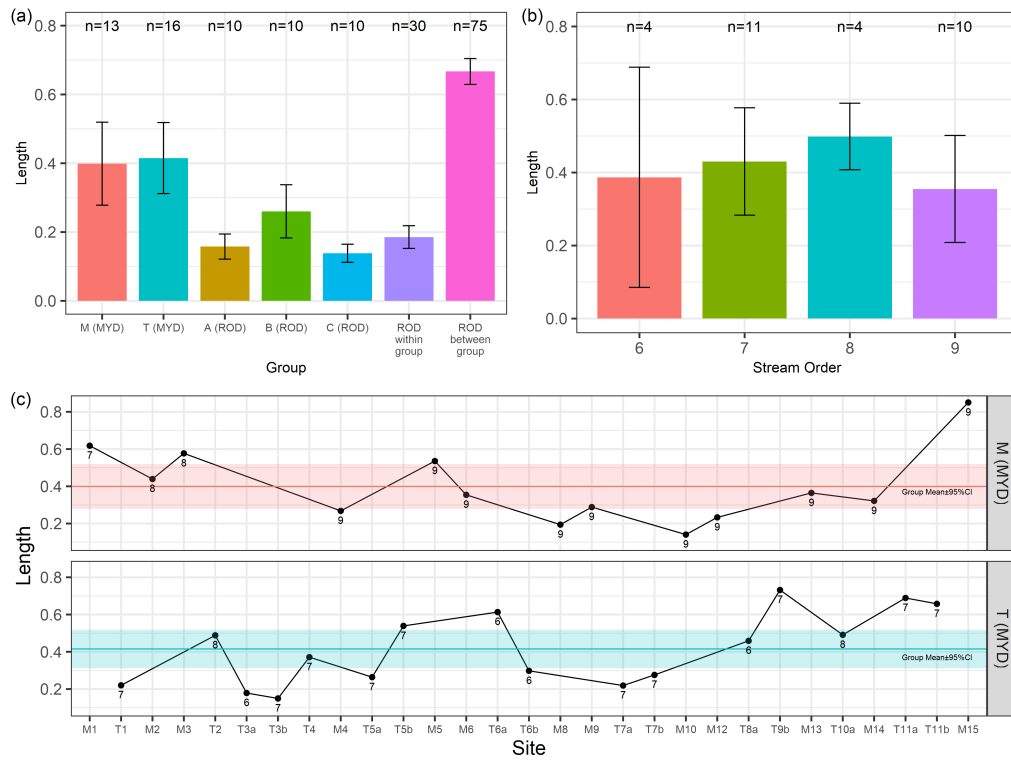 (a)
n=13 n=16 n=10 n=10 n=10 n=30 n=75
0.8
0.6
0.4
0.2
0.0
Length
M (MYD) T (MYD) A (ROD) B (ROD) C (ROD) ROD within group ROD between group
Group
(b)
n=4 n=11 n=4 n=10
0.8
0.6
0.4
0.2
0.0
Length
6 7 8 9
Stream Order
(c)
Length
0.8
0.6
0.4
0.2
7 8 8 9 9 9 9 9 9 9 9 9 9
Group Mean±95%CI
M (MYD)
0.8
0.6
0.4
0.2
7 8 6 7 7 7 7 6 6 7 7 6 7 8 7 7
Group Mean±95%CI
T (MYD)
M1 T1 M2 M3 T2 T3a T3b T4 M4 T5a T5b M5 M6 T6a T6b M8 M9 T7a T7b M10 M12 T8a T9b M13 T10a M14 T11a T11b M15
Site